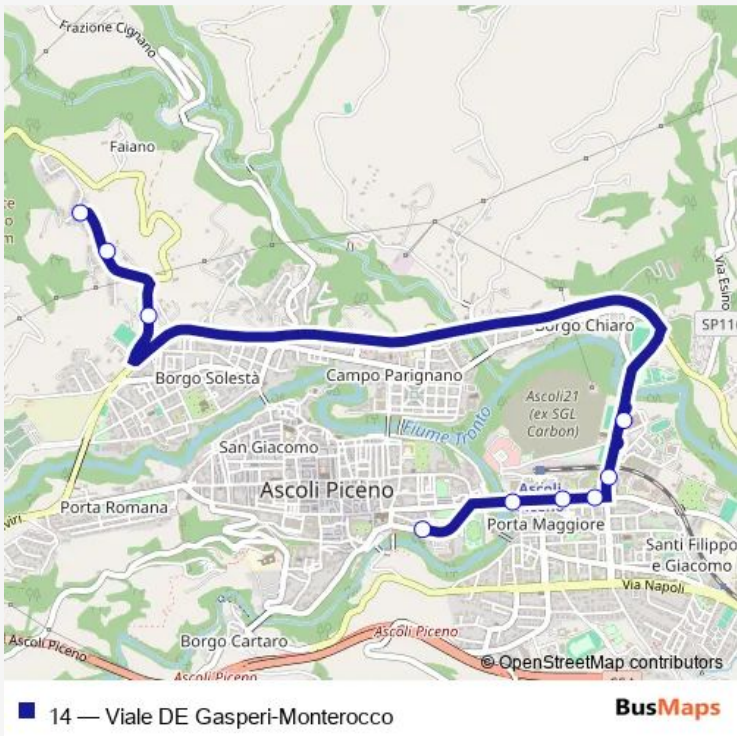 Frazione Cignano
Faiano
Via Esino
Borgo Chiaro
Borgo Solestà
Campo Parignano
Ascoli21
(ex SGL
Carbon)
Fiume Tronto
San Giacomo
Ascoli Piceno
Ascoli
Porta Romana
Porta Maggiore
Santi Filippo
e Giacomo
Via Napoli
Borgo Cartaro
Ascoli Piceno
Ascoli Piceno
Ascoli Piceno
© OpenStreetMap contributors
14 — Viale DE Gasperi-Monterocco
BusMaps